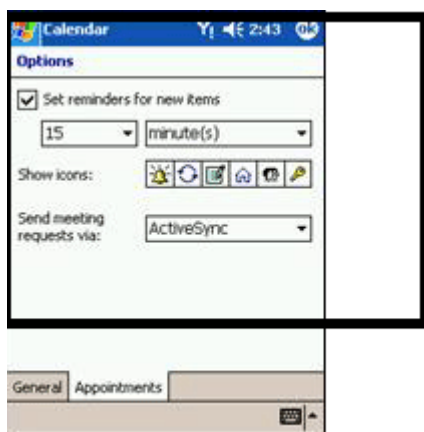 Calendar 2:43 ok
Options
Set reminders for new items
15 minute(s)
Show icons:
Send meeting
requests via:
ActiveSync
General Appointments